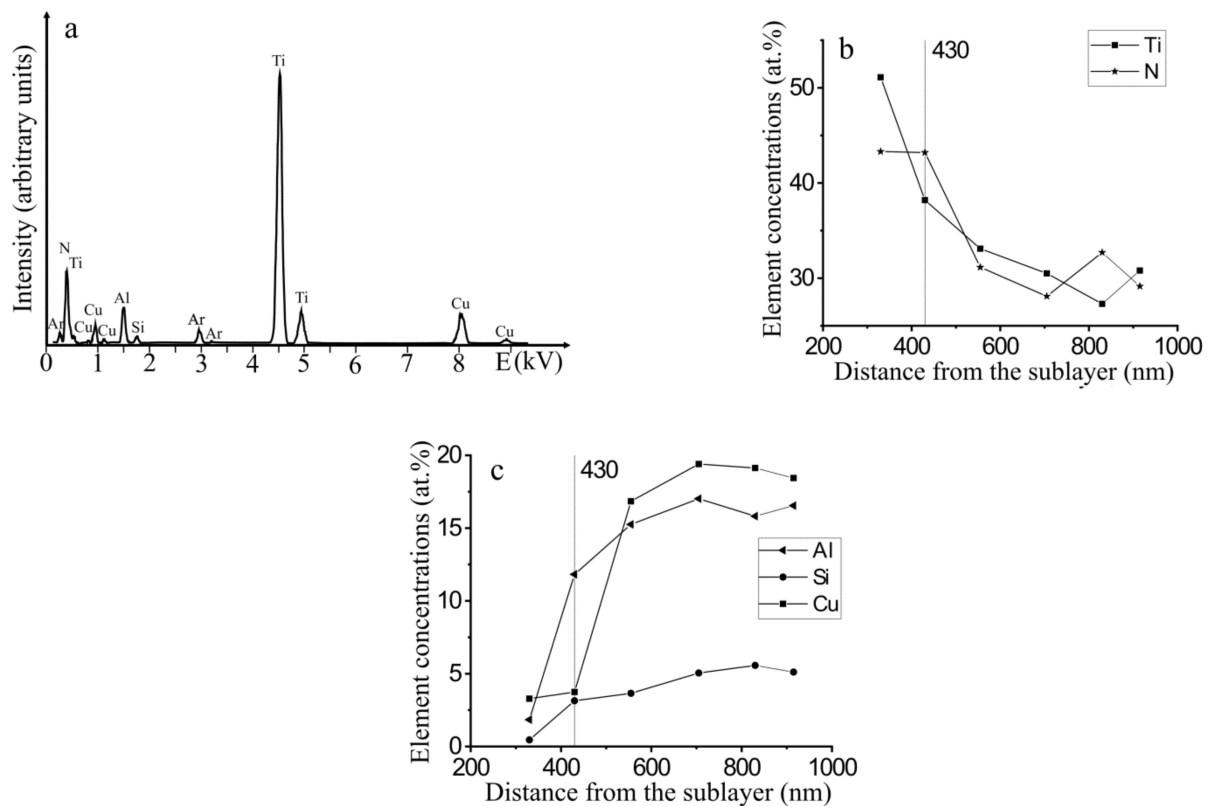 a
Intensity (arbitrary units)
Ti
N
Ti
Ar
Cu
Cu
Cu
Al
Si
Ar
Ar
Ti
Cu
Cu
0 1 2 3 4 5 6 7 8 E (kV)
b
430
Ti
N
Element concentrations (at.%)
50
40
30
200 400 600 800 1000
Distance from the sublayer (nm)
c
430
Al
Si
Cu
Element concentrations (at.%)
20
15
10
5
0
200 400 600 800 1000
Distance from the sublayer (nm)